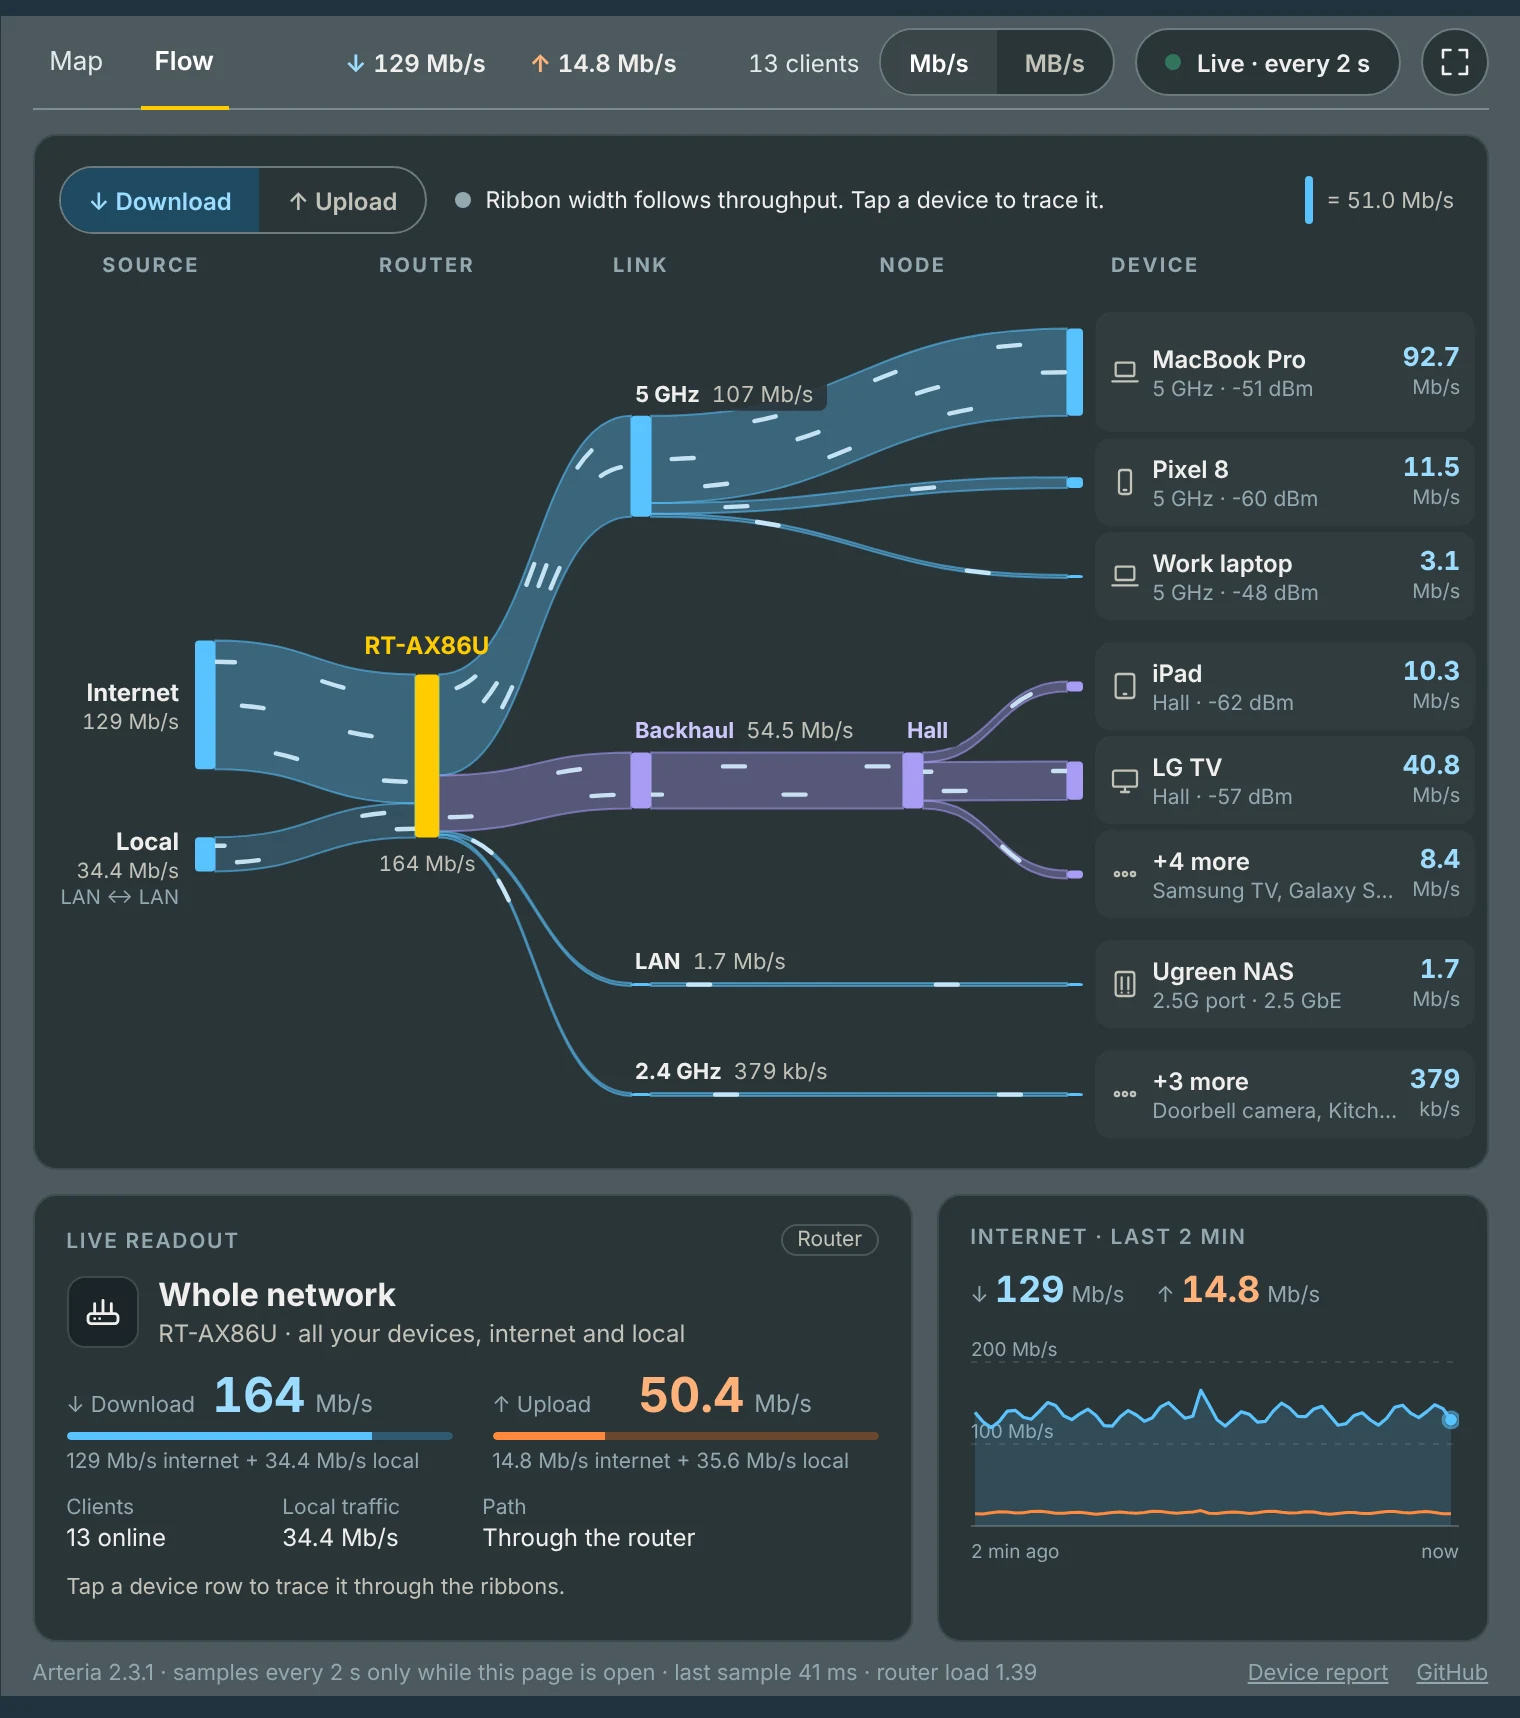 Map Flow ↓ 129 Mb/s ↑ 14.8 Mb/s 13 clients Mb/s MB/s Live · every 2 s
↓ Download ↑ Upload Ribbon width follows throughput. Tap a device to trace it. = 51.0 Mb/s
SOURCE ROUTER LINK NODE DEVICE
5 GHz 107 Mb/s
MacBook Pro 92.7
5 GHz · -51 dBm Mb/s
Pixel 8 11.5
5 GHz · -60 dBm Mb/s
Work laptop 3.1
5 GHz · -48 dBm Mb/s
RT-AX86U
Internet
129 Mb/s
Backhaul 54.5 Mb/s Hall
iPad 10.3
Hall · -62 dBm Mb/s
LG TV 40.8
Hall · -57 dBm Mb/s
Local
34.4 Mb/s
LAN ↔ LAN
164 Mb/s
+4 more 8.4
Samsung TV, Galaxy S... Mb/s
LAN 1.7 Mb/s
Ugreen NAS 1.7
2.5G port · 2.5 GbE Mb/s
2.4 GHz 379 kb/s
+3 more 379
Doorbell camera, Kitch... kb/s
LIVE READOUT Router
Whole network
RT-AX86U · all your devices, internet and local
↓ Download 164 Mb/s ↑ Upload 50.4 Mb/s
129 Mb/s internet + 34.4 Mb/s local 14.8 Mb/s internet + 35.6 Mb/s local
Clients Local traffic Path
13 online 34.4 Mb/s Through the router
Tap a device row to trace it through the ribbons.
INTERNET · LAST 2 MIN
↓ 129 Mb/s ↑ 14.8 Mb/s
200 Mb/s
100 Mb/s
2 min ago now
Arteria 2.3.1 · samples every 2 s only while this page is open · last sample 41 ms · router load 1.39 Device report GitHub